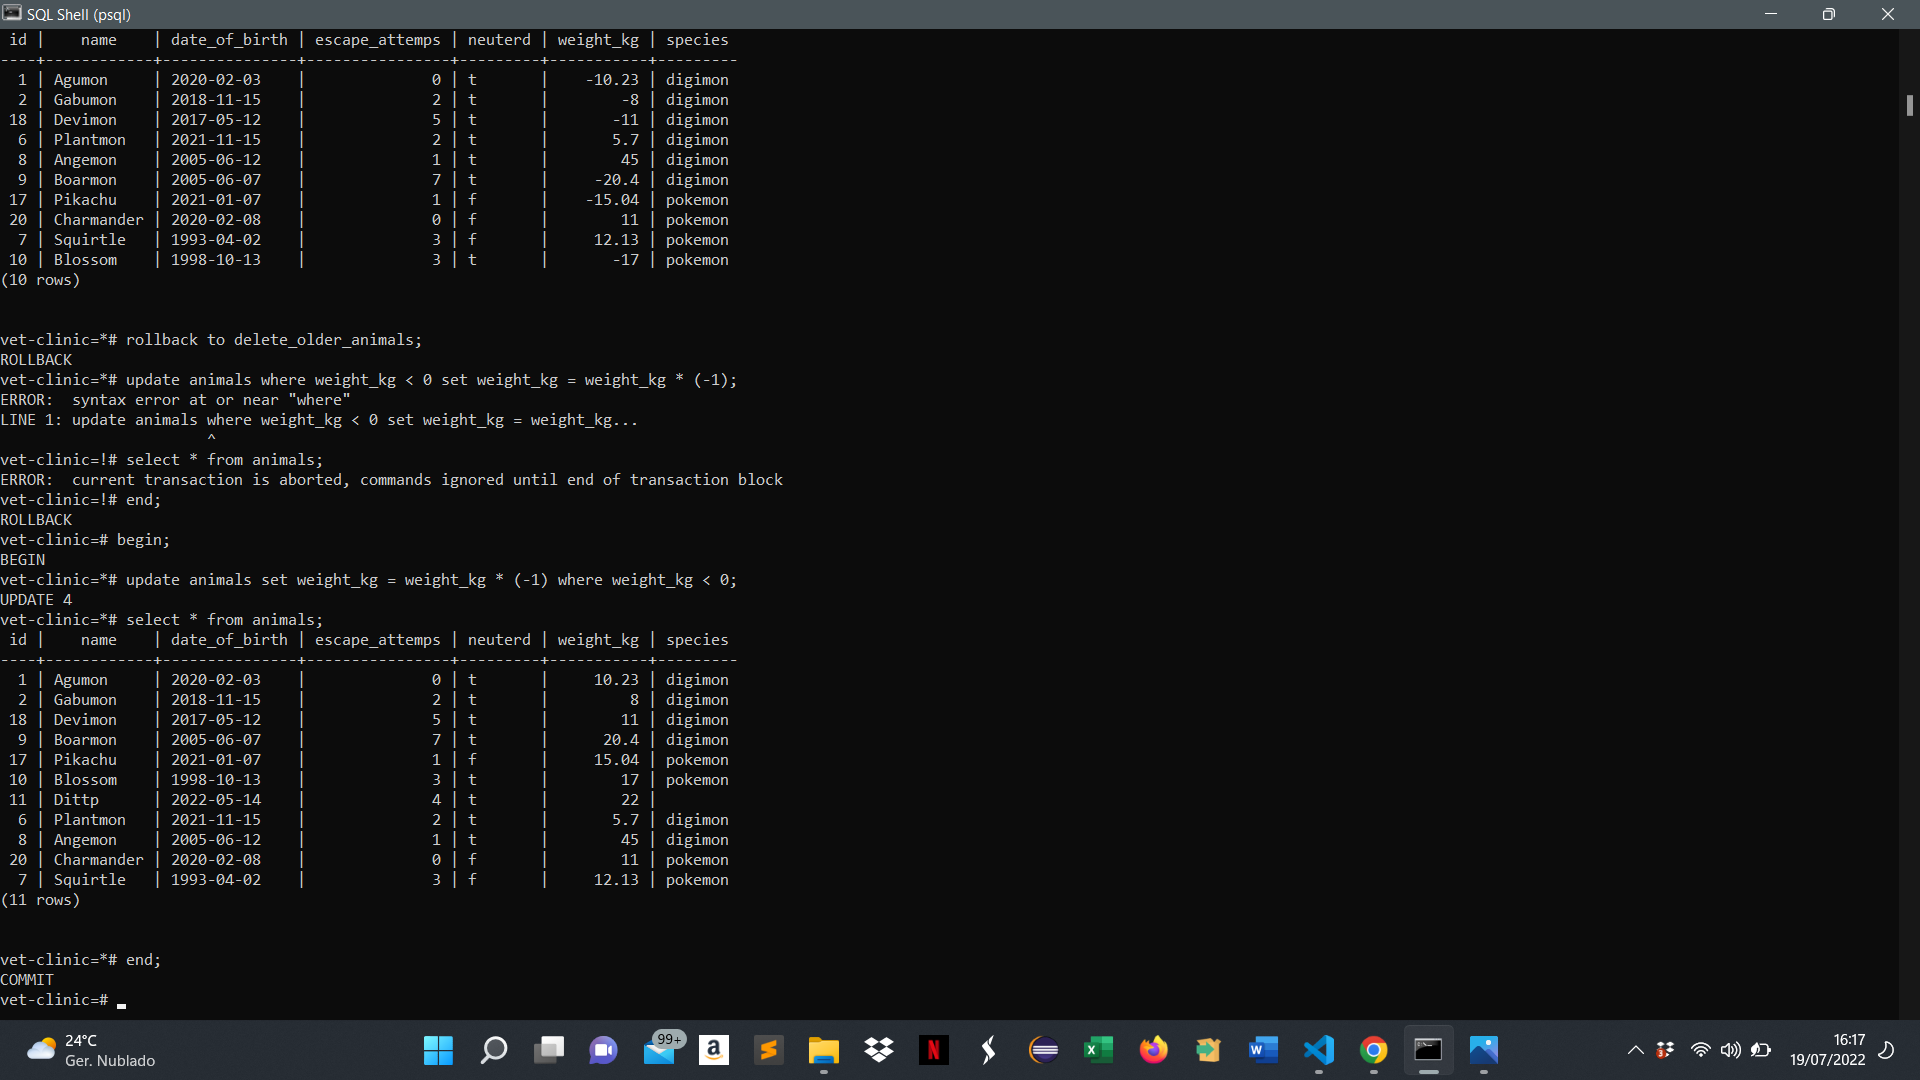 SQL Shell (psql)
 id |    name    | date_of_birth | escape_attemps | neuterd | weight_kg | species
----+------------+---------------+----------------+---------+-----------+---------
  1 | Agumon     | 2020-02-03    |              0 | t       |    -10.23 | digimon
  2 | Gabumon    | 2018-11-15    |              2 | t       |        -8 | digimon
 18 | Devimon    | 2017-05-12    |              5 | t       |       -11 | digimon
  6 | Plantmon   | 2021-11-15    |              2 | t       |       5.7 | digimon
  8 | Angemon    | 2005-06-12    |              1 | t       |        45 | digimon
  9 | Boarmon    | 2005-06-07    |              7 | t       |     -20.4 | digimon
 17 | Pikachu    | 2021-01-07    |              1 | f       |    -15.04 | pokemon
 20 | Charmander | 2020-02-08    |              0 | f       |        11 | pokemon
  7 | Squirtle   | 1993-04-02    |              3 | f       |     12.13 | pokemon
 10 | Blossom    | 1998-10-13    |              3 | t       |       -17 | pokemon
(10 rows)
vet-clinic=*# rollback to delete_older_animals;
ROLLBACK
vet-clinic=*# update animals where weight_kg < 0 set weight_kg = weight_kg * (-1);
ERROR:  syntax error at or near "where"
LINE 1: update animals where weight_kg < 0 set weight_kg = weight_kg...
                       ^
vet-clinic=!# select * from animals;
ERROR:  current transaction is aborted, commands ignored until end of transaction block
vet-clinic=!# end;
ROLLBACK
vet-clinic=# begin;
BEGIN
vet-clinic=*# update animals set weight_kg = weight_kg * (-1) where weight_kg < 0;
UPDATE 4
vet-clinic=*# select * from animals;
 id |    name    | date_of_birth | escape_attemps | neuterd | weight_kg | species
----+------------+---------------+----------------+---------+-----------+---------
  1 | Agumon     | 2020-02-03    |              0 | t       |     10.23 | digimon
  2 | Gabumon    | 2018-11-15    |              2 | t       |         8 | digimon
 18 | Devimon    | 2017-05-12    |              5 | t       |        11 | digimon
  9 | Boarmon    | 2005-06-07    |              7 | t       |      20.4 | digimon
 17 | Pikachu    | 2021-01-07    |              1 | f       |     15.04 | pokemon
 10 | Blossom    | 1998-10-13    |              3 | t       |        17 | pokemon
 11 | Dittp      | 2022-05-14    |              4 | t       |        22 |
  6 | Plantmon   | 2021-11-15    |              2 | t       |       5.7 | digimon
  8 | Angemon    | 2005-06-12    |              1 | t       |        45 | digimon
 20 | Charmander | 2020-02-08    |              0 | f       |        11 | pokemon
  7 | Squirtle   | 1993-04-02    |              3 | f       |     12.13 | pokemon
(11 rows)
vet-clinic=*# end;
COMMIT
vet-clinic=#
24°C
Ger. Nublado
99+
16:17
19/07/2022